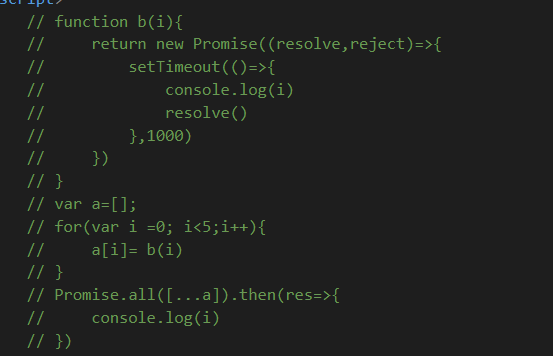 script>
// function b(i){
//     return new Promise((resolve,reject)=>{
//         setTimeout(()=>{
//             console.log(i)
//             resolve()
//         },1000)
//     })
// }
// var a=[];
// for(var i =0; i<5;i++){
//     a[i]= b(i)
// }
// Promise.all([...a]).then(res=>{
//     console.log(i)
// })